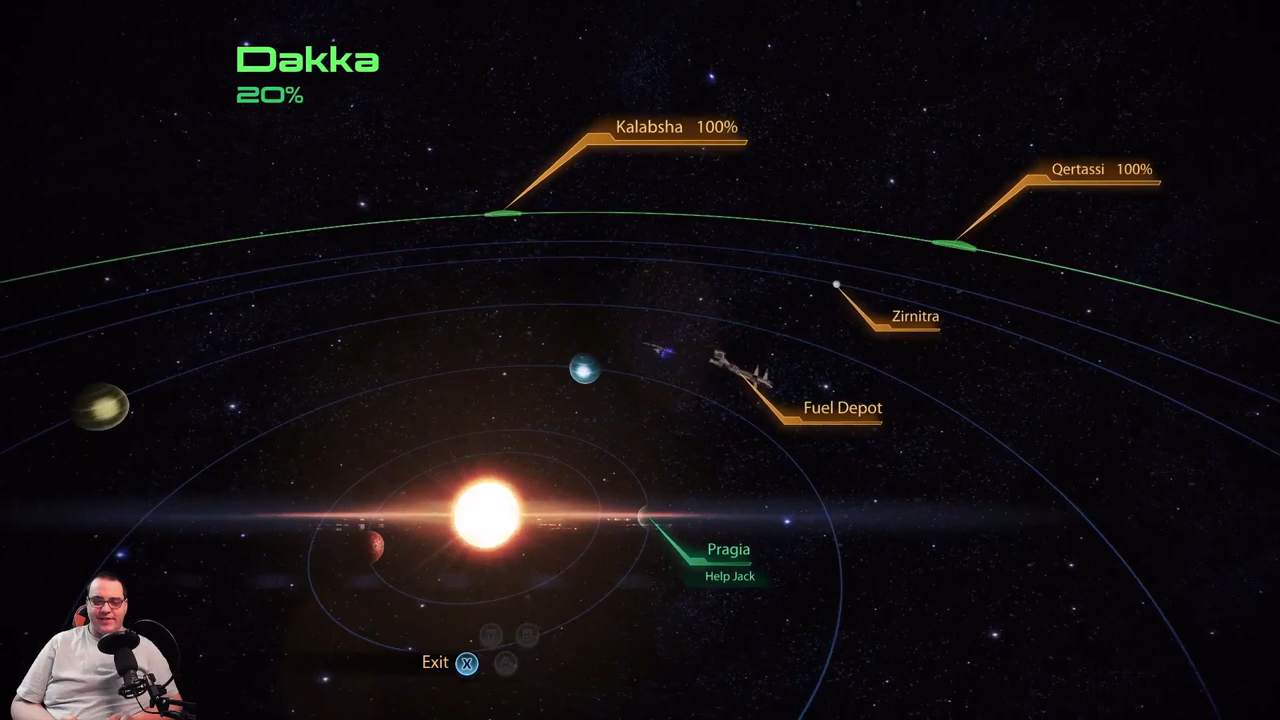 Dakka
20%
Kalabsha 100%
Qertassi 100%
Zirnitra
Fuel Depot
Pragia
Help Jack
Exit X